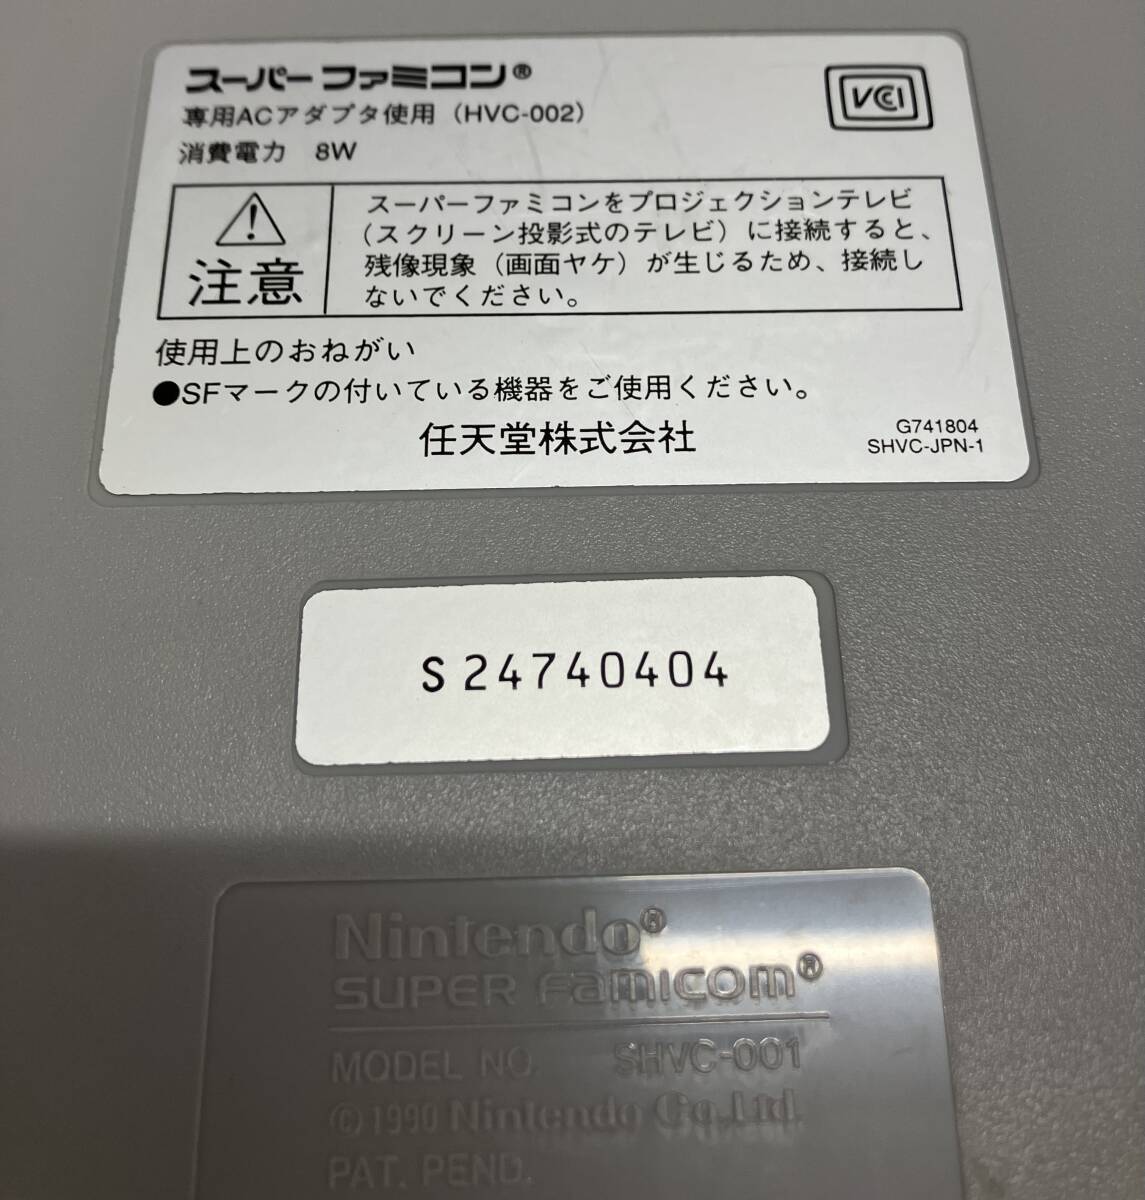 スーパーファミコン®
専用ACアダプタ使用（HVC-002）
消費電力 8W
VCI
注意
スーパーファミコンをプロジェクションテレビ
（スクリーン投影式のテレビ）に接続すると、
残像現象（画面ヤケ）が生じるため、接続し
ないでください。
使用上のおねがい
●SFマークの付いている機器をご使用ください。
任天堂株式会社
G741804
SHVC-JPN-1
S24740404
Nintendo®
SUPER Famicom®
MODEL NO. SHVC-001
©1990 Nintendo Co., Ltd.
PAT. PEND.